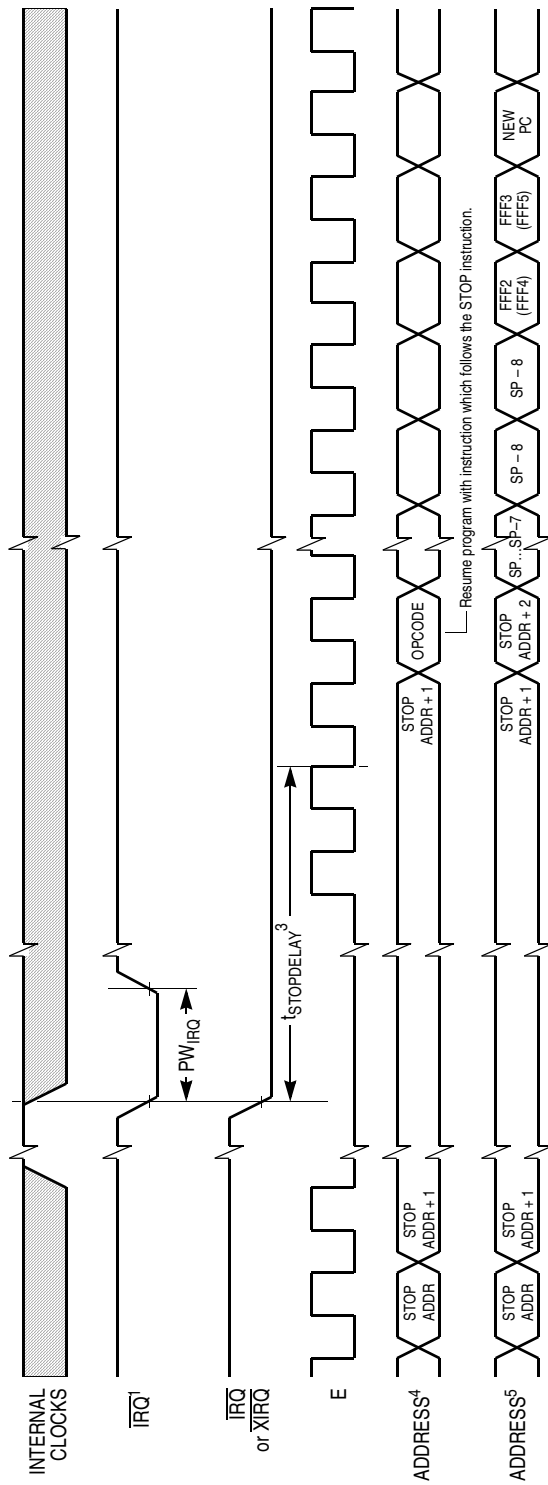 INTERNAL
CLOCKS
IRQ¹
PW_IRQ
IRQ
or XIRQ
t_STOPDELAY³
E
ADDRESS⁴
STOP
ADDR
STOP
ADDR + 1
STOP
ADDR + 1
OPCODE
Resume program with instruction which follows the STOP instruction.
ADDRESS⁵
STOP
ADDR
STOP
ADDR + 1
STOP
ADDR + 1
STOP
ADDR + 2
SP...SP–7
SP – 8
SP – 8
FFF2
(FFF4)
FFF3
(FFF5)
NEW
PC